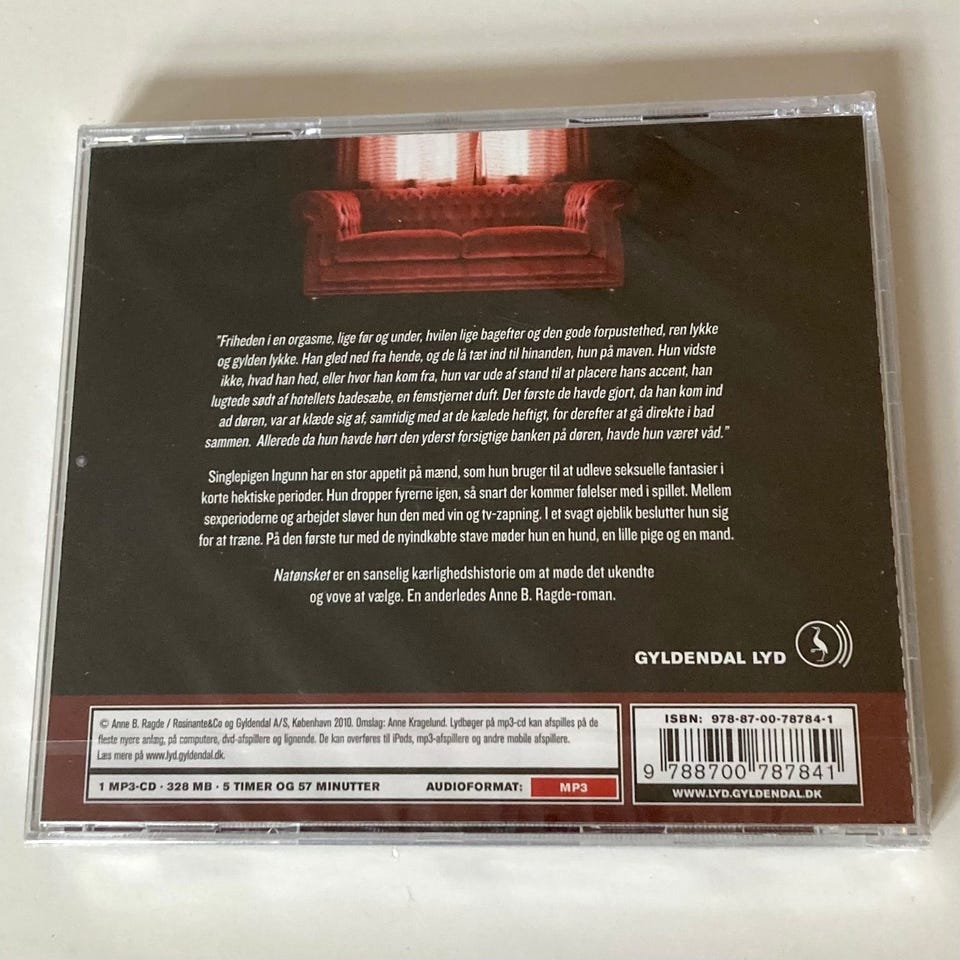 "Friheden i en orgasme, lige før og under, hvilen lige bagefter og den gode forpustethed, ren lykke
og gylden lykke. Han gled ned fra hende, og de lå tæt ind til hinanden, hun på maven. Hun vidste
ikke, hvad han hed, eller hvor han kom fra, hun var ude af stand til at placere hans accent, han
lugtede sødt af hotellets badesæbe, en femstjernet duft. Det første de havde gjort, da han kom ind
ad døren, var at klæde sig af, samtidig med at de kælede heftigt, for derefter at gå direkte i bad
sammen. Allerede da hun havde hørt den yderst forsigtige banken på døren, havde hun været våd."
Singlepigen Ingunn har en stor appetit på mænd, som hun bruger til at udleve seksuelle fantasier i
korte hektiske perioder. Hun dropper fyrerne igen, så snart der kommer følelser med i spillet. Mellem
sexperioderne og arbejdet sløver hun den med vin og tv-zapning. I et svagt øjeblik beslutter hun sig
for at træne. På den første tur med de nyindkøbte stave møder hun en hund, en lille pige og en mand.
Natønsket er en sanselig kærlighedshistorie om at møde det ukendte
og vove at vælge. En anderledes Anne B. Ragde-roman.
GYLDENDAL LYD
© Anne B. Ragde / Rosinante&Co og Gyldendal A/S, København 2010. Omslag: Anne Kragelund. Lydbøger på mp3-cd kan afspilles på de
fleste nyere anlæg, på computere, dvd-afspillere og lignende. De kan overføres til iPods, mp3-afspillere og andre mobile afspillere.
Læs mere på www.lyd.gyldendal.dk.
1 MP3-CD · 328 MB · 5 TIMER OG 57 MINUTTER AUDIOFORMAT: MP3
ISBN: 978-87-00-78784-1
9 788700 787841
WWW.LYD.GYLDENDAL.DK